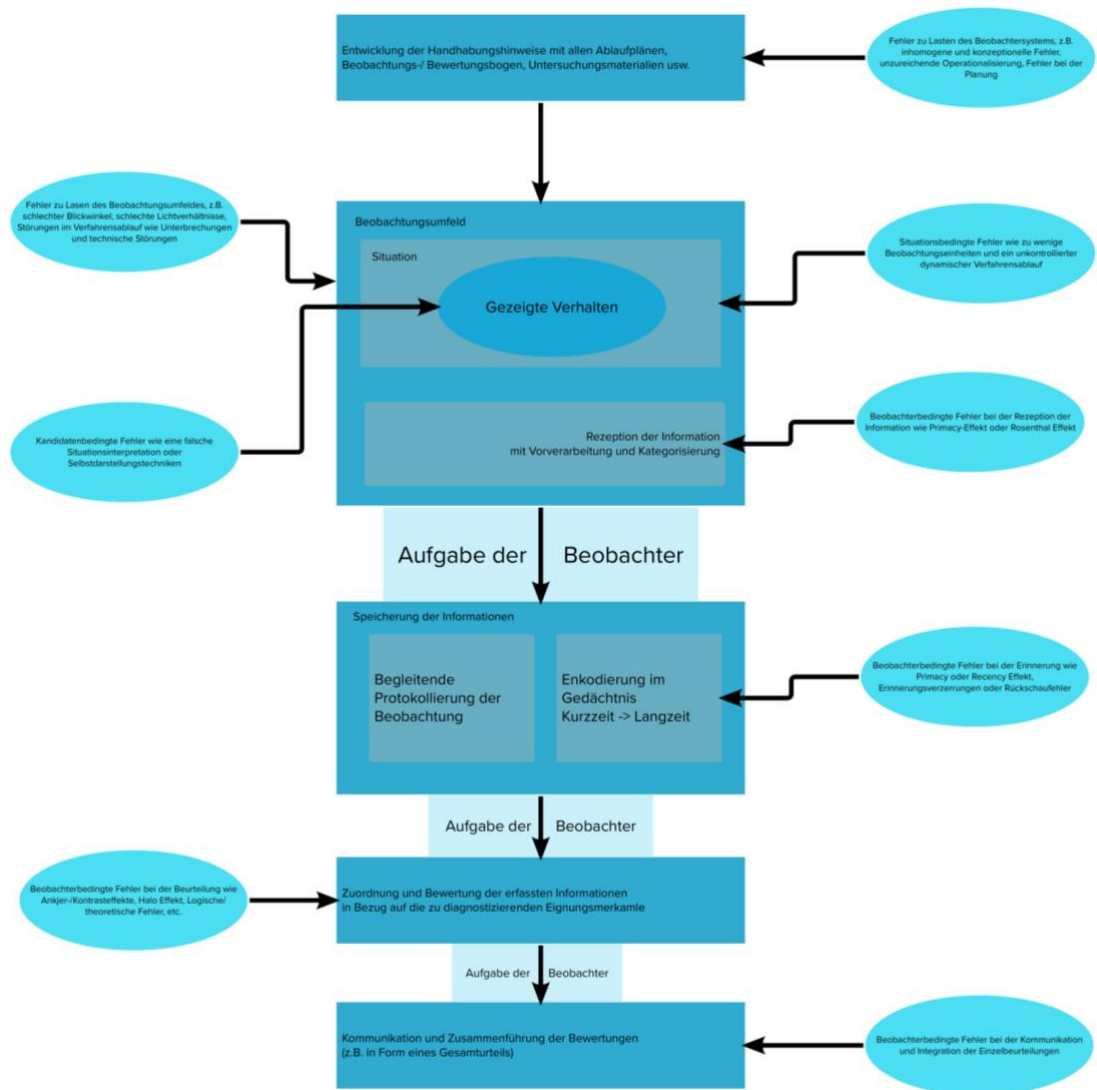 Entwicklung der Handhabungshinweise mit allen Ablaufplänen,
Beobachtungs-/ Bewertungsbogen, Untersuchungsmaterialien usw.
Fehler zu Lasten des Beobachtersystems, z.B.
inhomogene und konzeptionelle Fehler,
unzureichende Operationalisierung, Fehler bei der
Planung
Fehler zu Lasen des Beobachtungsumfeldes, z.B.
schlechter Blickwinkel, schlechte Lichtverhältnisse,
Störungen im Verfahrensablauf wie Unterbrechungen
und technische Störungen
Beobachtungsumfeld
Situation
Gezeigte Verhalten
Situationsbedingte Fehler wie zu wenige
Beobachtungseinheiten und ein unkontrollierter
dynamischer Verfahrensablauf
Kandidatenbedingte Fehler wie eine falsche
Situationsinterpretation oder
Selbstdarstellungstechniken
Rezeption der Information
mit Vorverarbeitung und Kategorisierung
Beobachterbedingte Fehler bei der Rezeption der
Information wie Primacy-Effekt oder Rosenthal Effekt
Aufgabe der Beobachter
Speicherung der Informationen
Begleitende
Protokollierung der
Beobachtung
Enkodierung im
Gedächtnis
Kurzzeit -> Langzeit
Beobachterbedingte Fehler bei der Erinnerung wie
Primacy oder Recency Effekt,
Erinnerungsverzerrungen oder Rückschaufehler
Aufgabe der Beobachter
Beobachterbedingte Fehler bei der Beurteilung wie
Ankjer-/Kontrasteffekte, Halo Effekt, Logische/
theoretische Fehler, etc.
Zuordnung und Bewertung der erfassten Informationen
in Bezug auf die zu diagnostizierenden Eignungsmerkamle
Aufgabe der Beobachter
Kommunikation und Zusammenführung der Bewertungen
(z.B. in Form eines Gesamturteils)
Beobachterbedingte Fehler bei der Kommunikation
und Integration der Einzelbeurteilungen